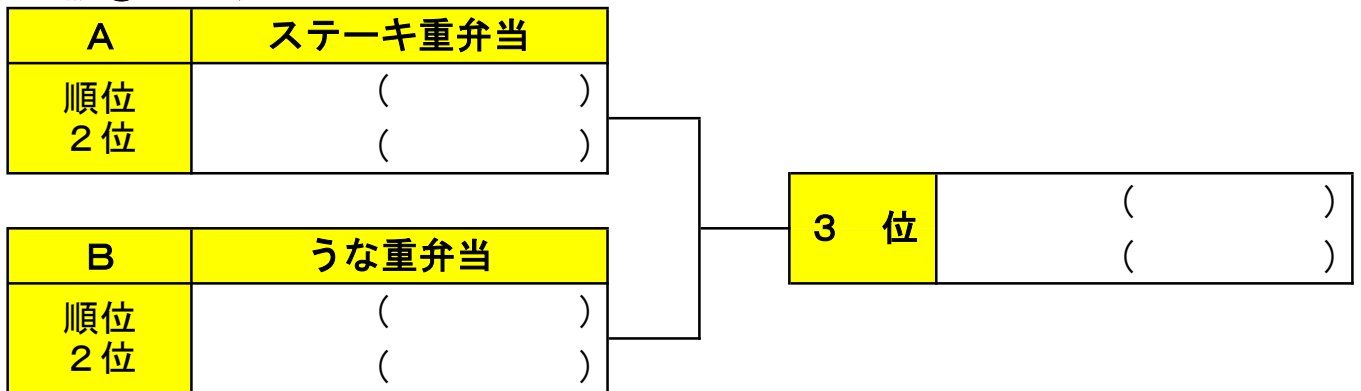 A ステーキ重弁当
順位 ( )
2位 ( )
3 位 ( )
( )
B うな重弁当
順位 ( )
2位 ( )